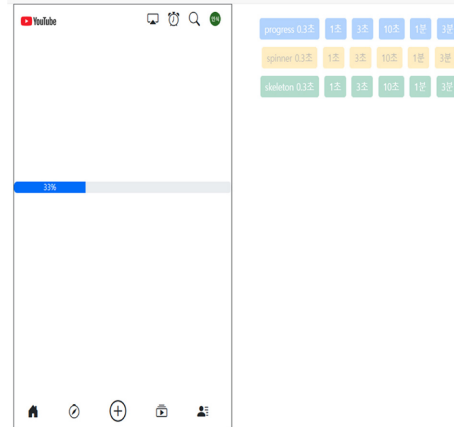 YouTube
progress 0.3초 1초 3초 10초 1분 3분
spinner 0.3초 1초 3초 10초 1분 3분
skeleton 0.3초 1초 3초 10초 1분 3분
33%